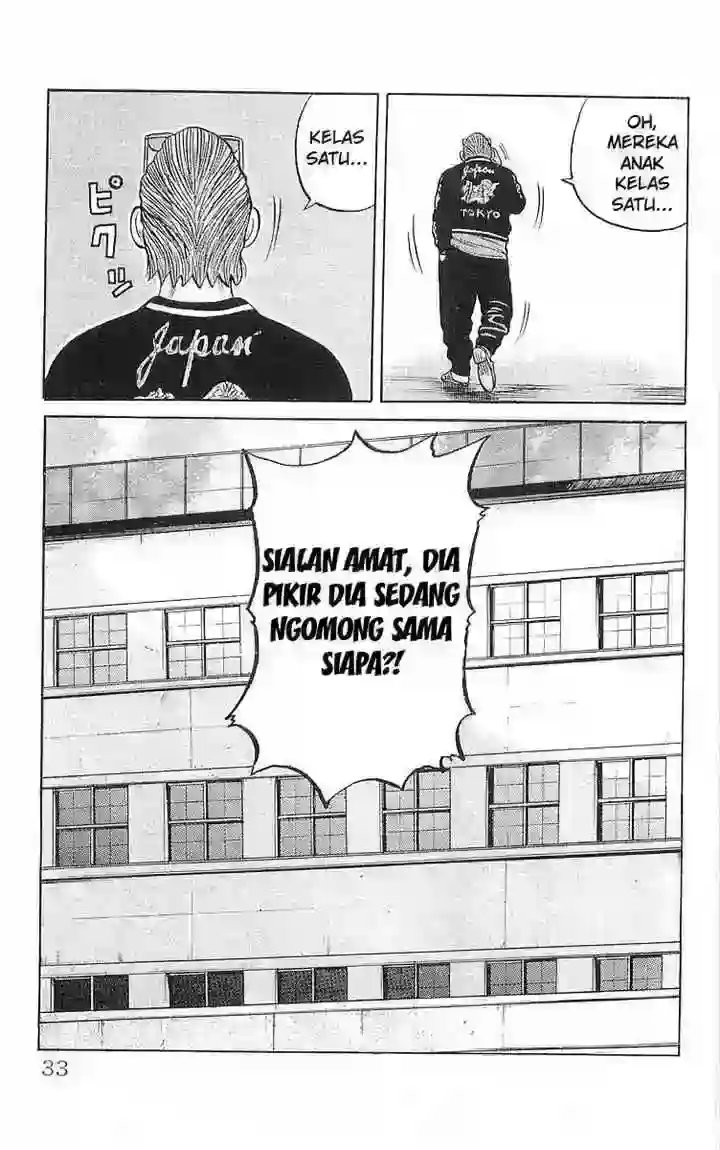 OH,
MEREKA
ANAK
KELAS
SATU...
Japan
TOKYO
KELAS
SATU...
ピクッ
Japan
SIALAN AMAT, DIA
PIKIR DIA SEDANG
NGOMONG SAMA
SIAPA?!
33